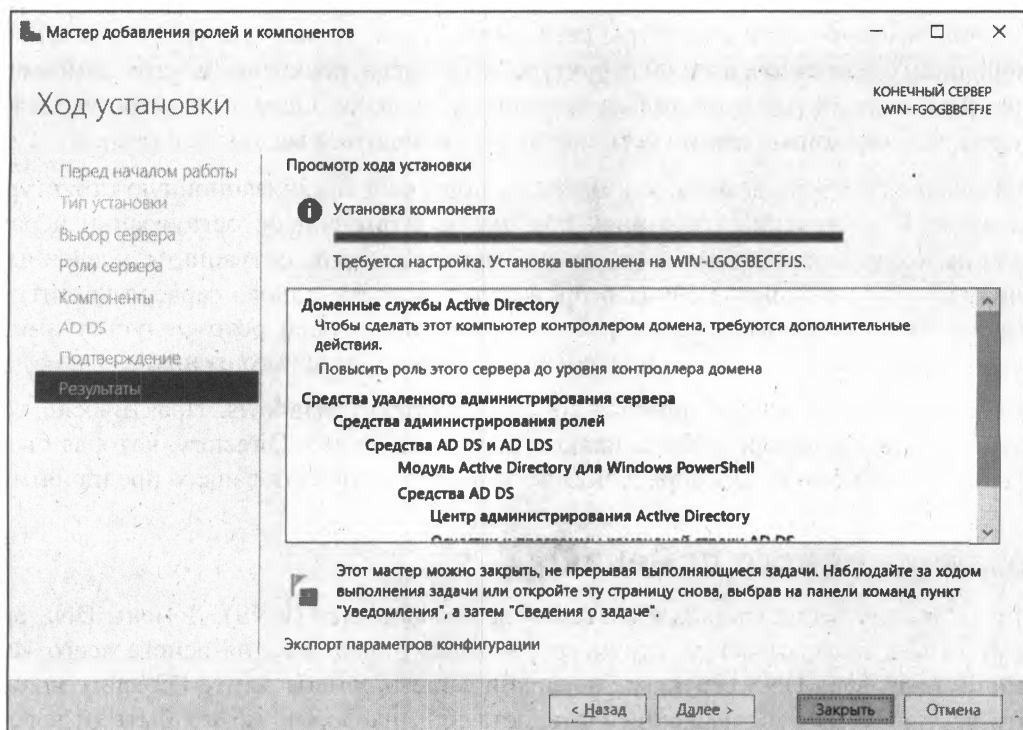 Мастер добавления ролей и компонентов
Ход установки
КОНЕЧНЫЙ СЕРВЕР
WIN-LGOGBECFFJE
Перед началом работы
Тип установки
Выбор сервера
Роли сервера
Компоненты
AD DS
Подтверждение
Результаты
Просмотр хода установки
Установка компонента
Требуется настройка. Установка выполнена на WIN-LGOGBECFFJS.
Доменные службы Active Directory
Чтобы сделать этот компьютер контроллером домена, требуются дополнительные
действия.
Повысить роль этого сервера до уровня контроллера домена
Средства удаленного администрирования сервера
Средства администрирования ролей
Средства AD DS и AD LDS
Модуль Active Directory для Windows PowerShell
Средства AD DS
Центр администрирования Active Directory
Этот мастер можно закрыть, не прерывая выполняющиеся задачи. Наблюдайте за ходом
выполнения задачи или откройте эту страницу снова, выбрав на панели команд пункт
"Уведомления", а затем "Сведения о задаче".
Экспорт параметров конфигурации
< Назад
Далее >
Закрыть
Отмена